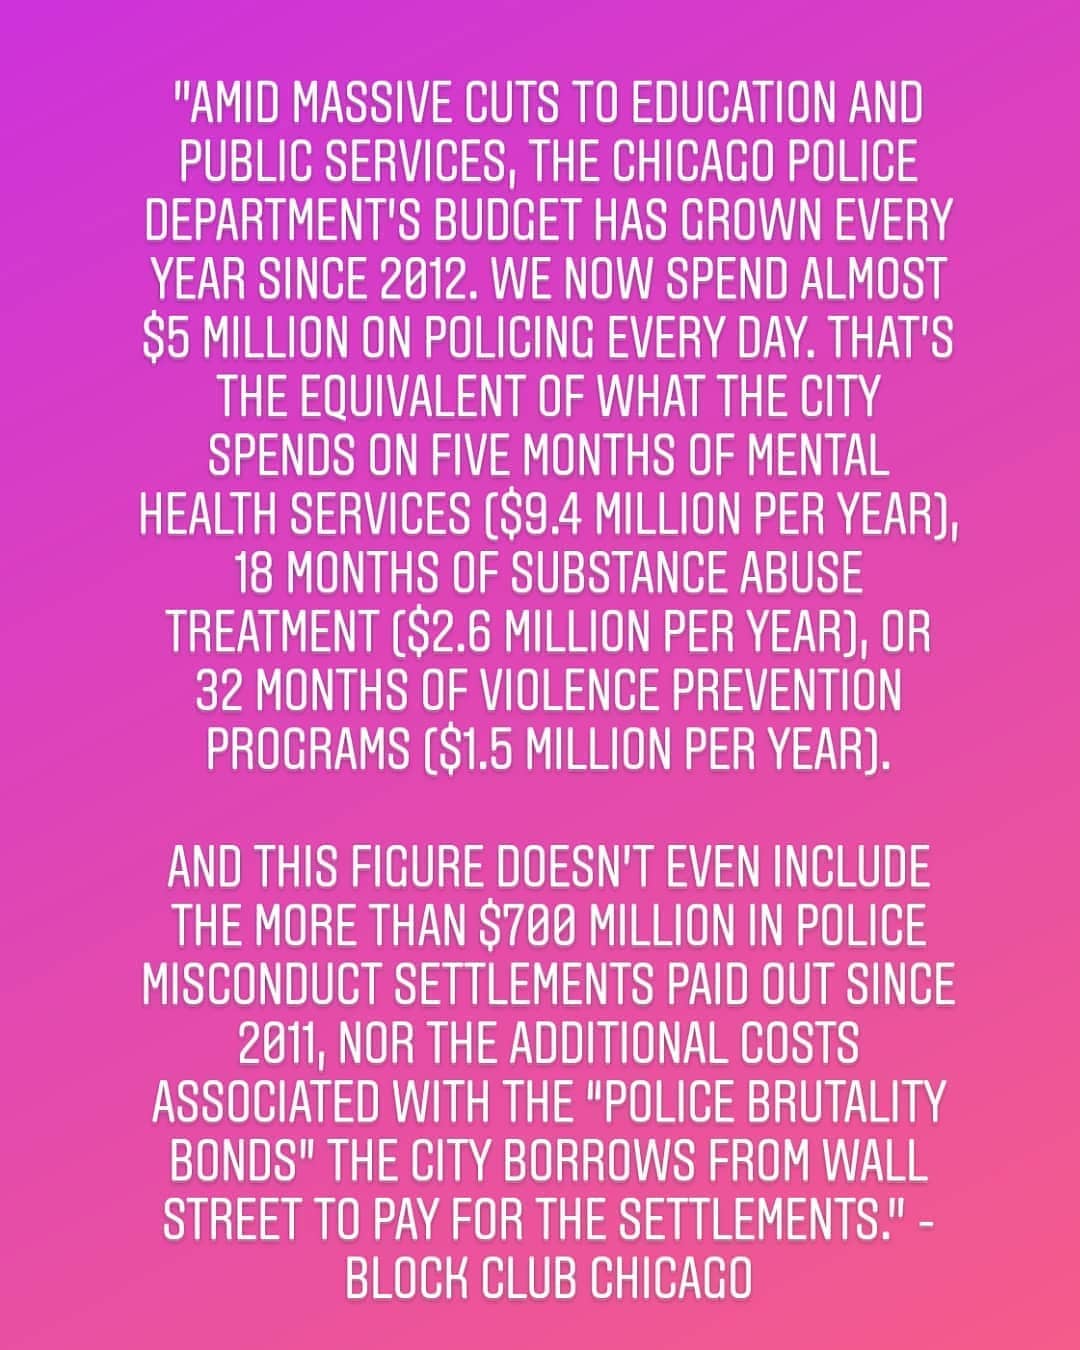 "AMID MASSIVE CUTS TO EDUCATION AND
PUBLIC SERVICES, THE CHICAGO POLICE
DEPARTMENT'S BUDGET HAS GROWN EVERY
YEAR SINCE 2012. WE NOW SPEND ALMOST
$5 MILLION ON POLICING EVERY DAY. THAT'S
THE EQUIVALENT OF WHAT THE CITY
SPENDS ON FIVE MONTHS OF MENTAL
HEALTH SERVICES ($9.4 MILLION PER YEAR),
18 MONTHS OF SUBSTANCE ABUSE
TREATMENT ($2.6 MILLION PER YEAR), OR
32 MONTHS OF VIOLENCE PREVENTION
PROGRAMS ($1.5 MILLION PER YEAR).
AND THIS FIGURE DOESN'T EVEN INCLUDE
THE MORE THAN $700 MILLION IN POLICE
MISCONDUCT SETTLEMENTS PAID OUT SINCE
2011, NOR THE ADDITIONAL COSTS
ASSOCIATED WITH THE "POLICE BRUTALITY
BONDS" THE CITY BORROWS FROM WALL
STREET TO PAY FOR THE SETTLEMENTS." -
BLOCK CLUB CHICAGO